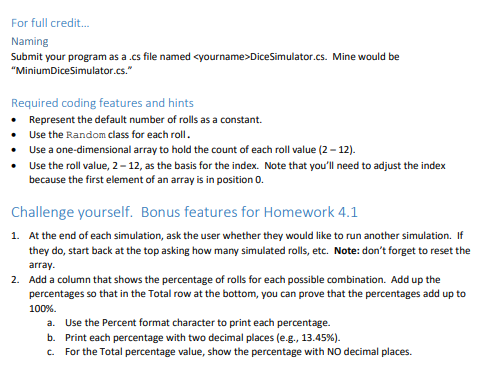 For full credit…
Naming
Submit your program as a .cs file named <yourname>DiceSimulator.cs.  Mine would be
“MiniumDiceSimulator.cs.”
Required coding features and hints
• Represent the default number of rolls as a constant.
• Use the Random class for each roll.
• Use a one-dimensional array to hold the count of each roll value (2 – 12).
• Use the roll value, 2 – 12, as the basis for the index.  Note that you’ll need to adjust the index
because the first element of an array is in position 0.
Challenge yourself.  Bonus features for Homework 4.1
1. At the end of each simulation, ask the user whether they would like to run another simulation.  If
they do, start back at the top asking how many simulated rolls, etc.  Note: don’t forget to reset the
array.
2. Add a column that shows the percentage of rolls for each possible combination.  Add up the
percentages so that in the Total row at the bottom, you can prove that the percentages add up to
100%.
a. Use the Percent format character to print each percentage.
b. Print each percentage with two decimal places (e.g., 13.45%).
c. For the Total percentage value, show the percentage with NO decimal places.